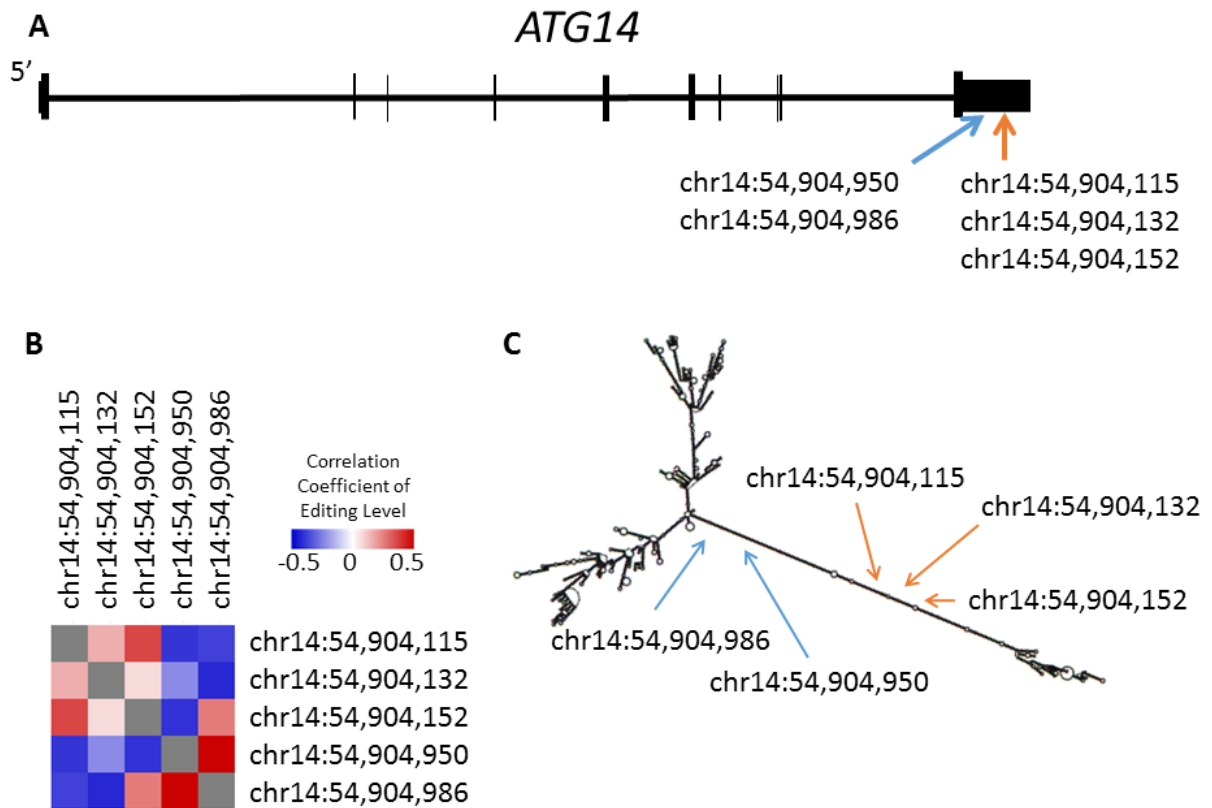 A
ATG14
5’
chr14:54,904,950
chr14:54,904,986
chr14:54,904,115
chr14:54,904,132
chr14:54,904,152
B
chr14:54,904,115
chr14:54,904,132
chr14:54,904,152
chr14:54,904,950
chr14:54,904,986
Correlation
Coefficient of
Editing Level
-0.5 0 0.5
chr14:54,904,115
chr14:54,904,132
chr14:54,904,152
chr14:54,904,950
chr14:54,904,986
C
chr14:54,904,115
chr14:54,904,132
chr14:54,904,152
chr14:54,904,986
chr14:54,904,950